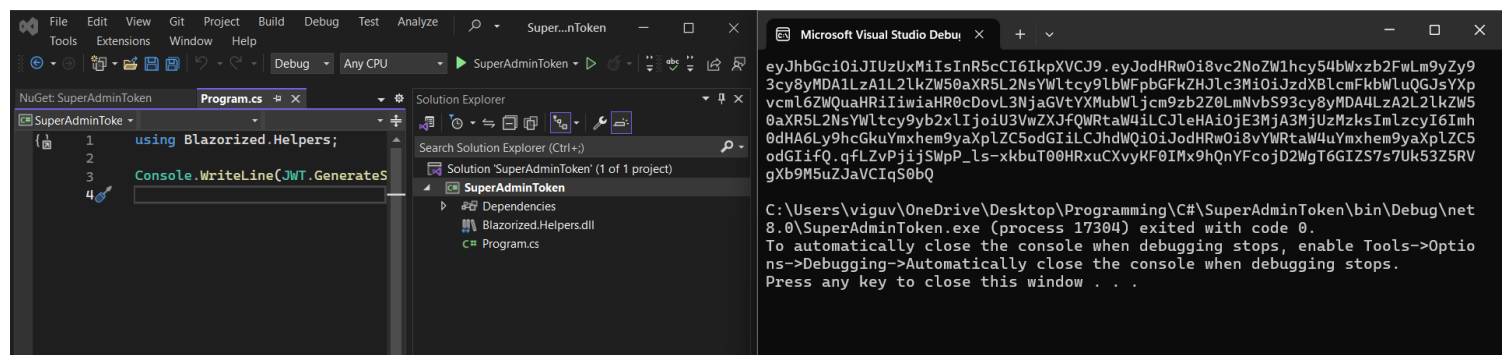 File Edit View Git Project Build Debug Test Analyze
Super...nToken
Tools Extensions Window Help
Debug Any CPU SuperAdminToken
NuGet: SuperAdminToken Program.cs
SuperAdminToke
1 using Blazorized.Helpers;
2
3 Console.WriteLine(JWT.GenerateS
4
Solution Explorer
Search Solution Explorer (Ctrl+;)
Solution 'SuperAdminToken' (1 of 1 project)
SuperAdminToken
Dependencies
Blazorized.Helpers.dll
Program.cs
Microsoft Visual Studio Debu
eyJhbGciOiJIUzUxMiIsInR5cCI6IkpXVCJ9.eyJodHRwOi8vc2NoZW1hcy54bWxzb2FwLm9yZy9
3cy8yMDA1LzA1L2lkZW50aXR5L2NsYWltcy9lbWFpbGFkZHJlc3MiOiJzdXBlcmFkbWluQGJsYXp
vcml6ZWQuaHRiIiwiaHR0cDovL3NjaGVtYXMubWljcm9zb2Z0LmNvbS93cy8yMDA4LzA2L2lkZW5
0aXR5L2NsYWltcy9yb2xlIjoiU3VwZXJfQWRtaW4iLCJleHAiOjE3MjA3MjUzMzksImlzcyI6Imh
0dHA6Ly9hcGkuYmxhem9yaXplZC5odGIiLCJhdWQiOiJodHRwOi8vYWRtaW4uYmxhem9yaXplZC5
odGIifQ.qfLZvPjijSWpP_ls-xkbuT00HRxuCXvyKF0IMx9hQnYFcojD2WgT6GIZS7s7Uk53Z5RV
gXb9M5uZJaVCIqS0bQ
C:\Users\viguv\OneDrive\Desktop\Programming\C#\SuperAdminToken\bin\Debug\net
8.0\SuperAdminToken.exe (process 17304) exited with code 0.
To automatically close the console when debugging stops, enable Tools->Optio
ns->Debugging->Automatically close the console when debugging stops.
Press any key to close this window . . .